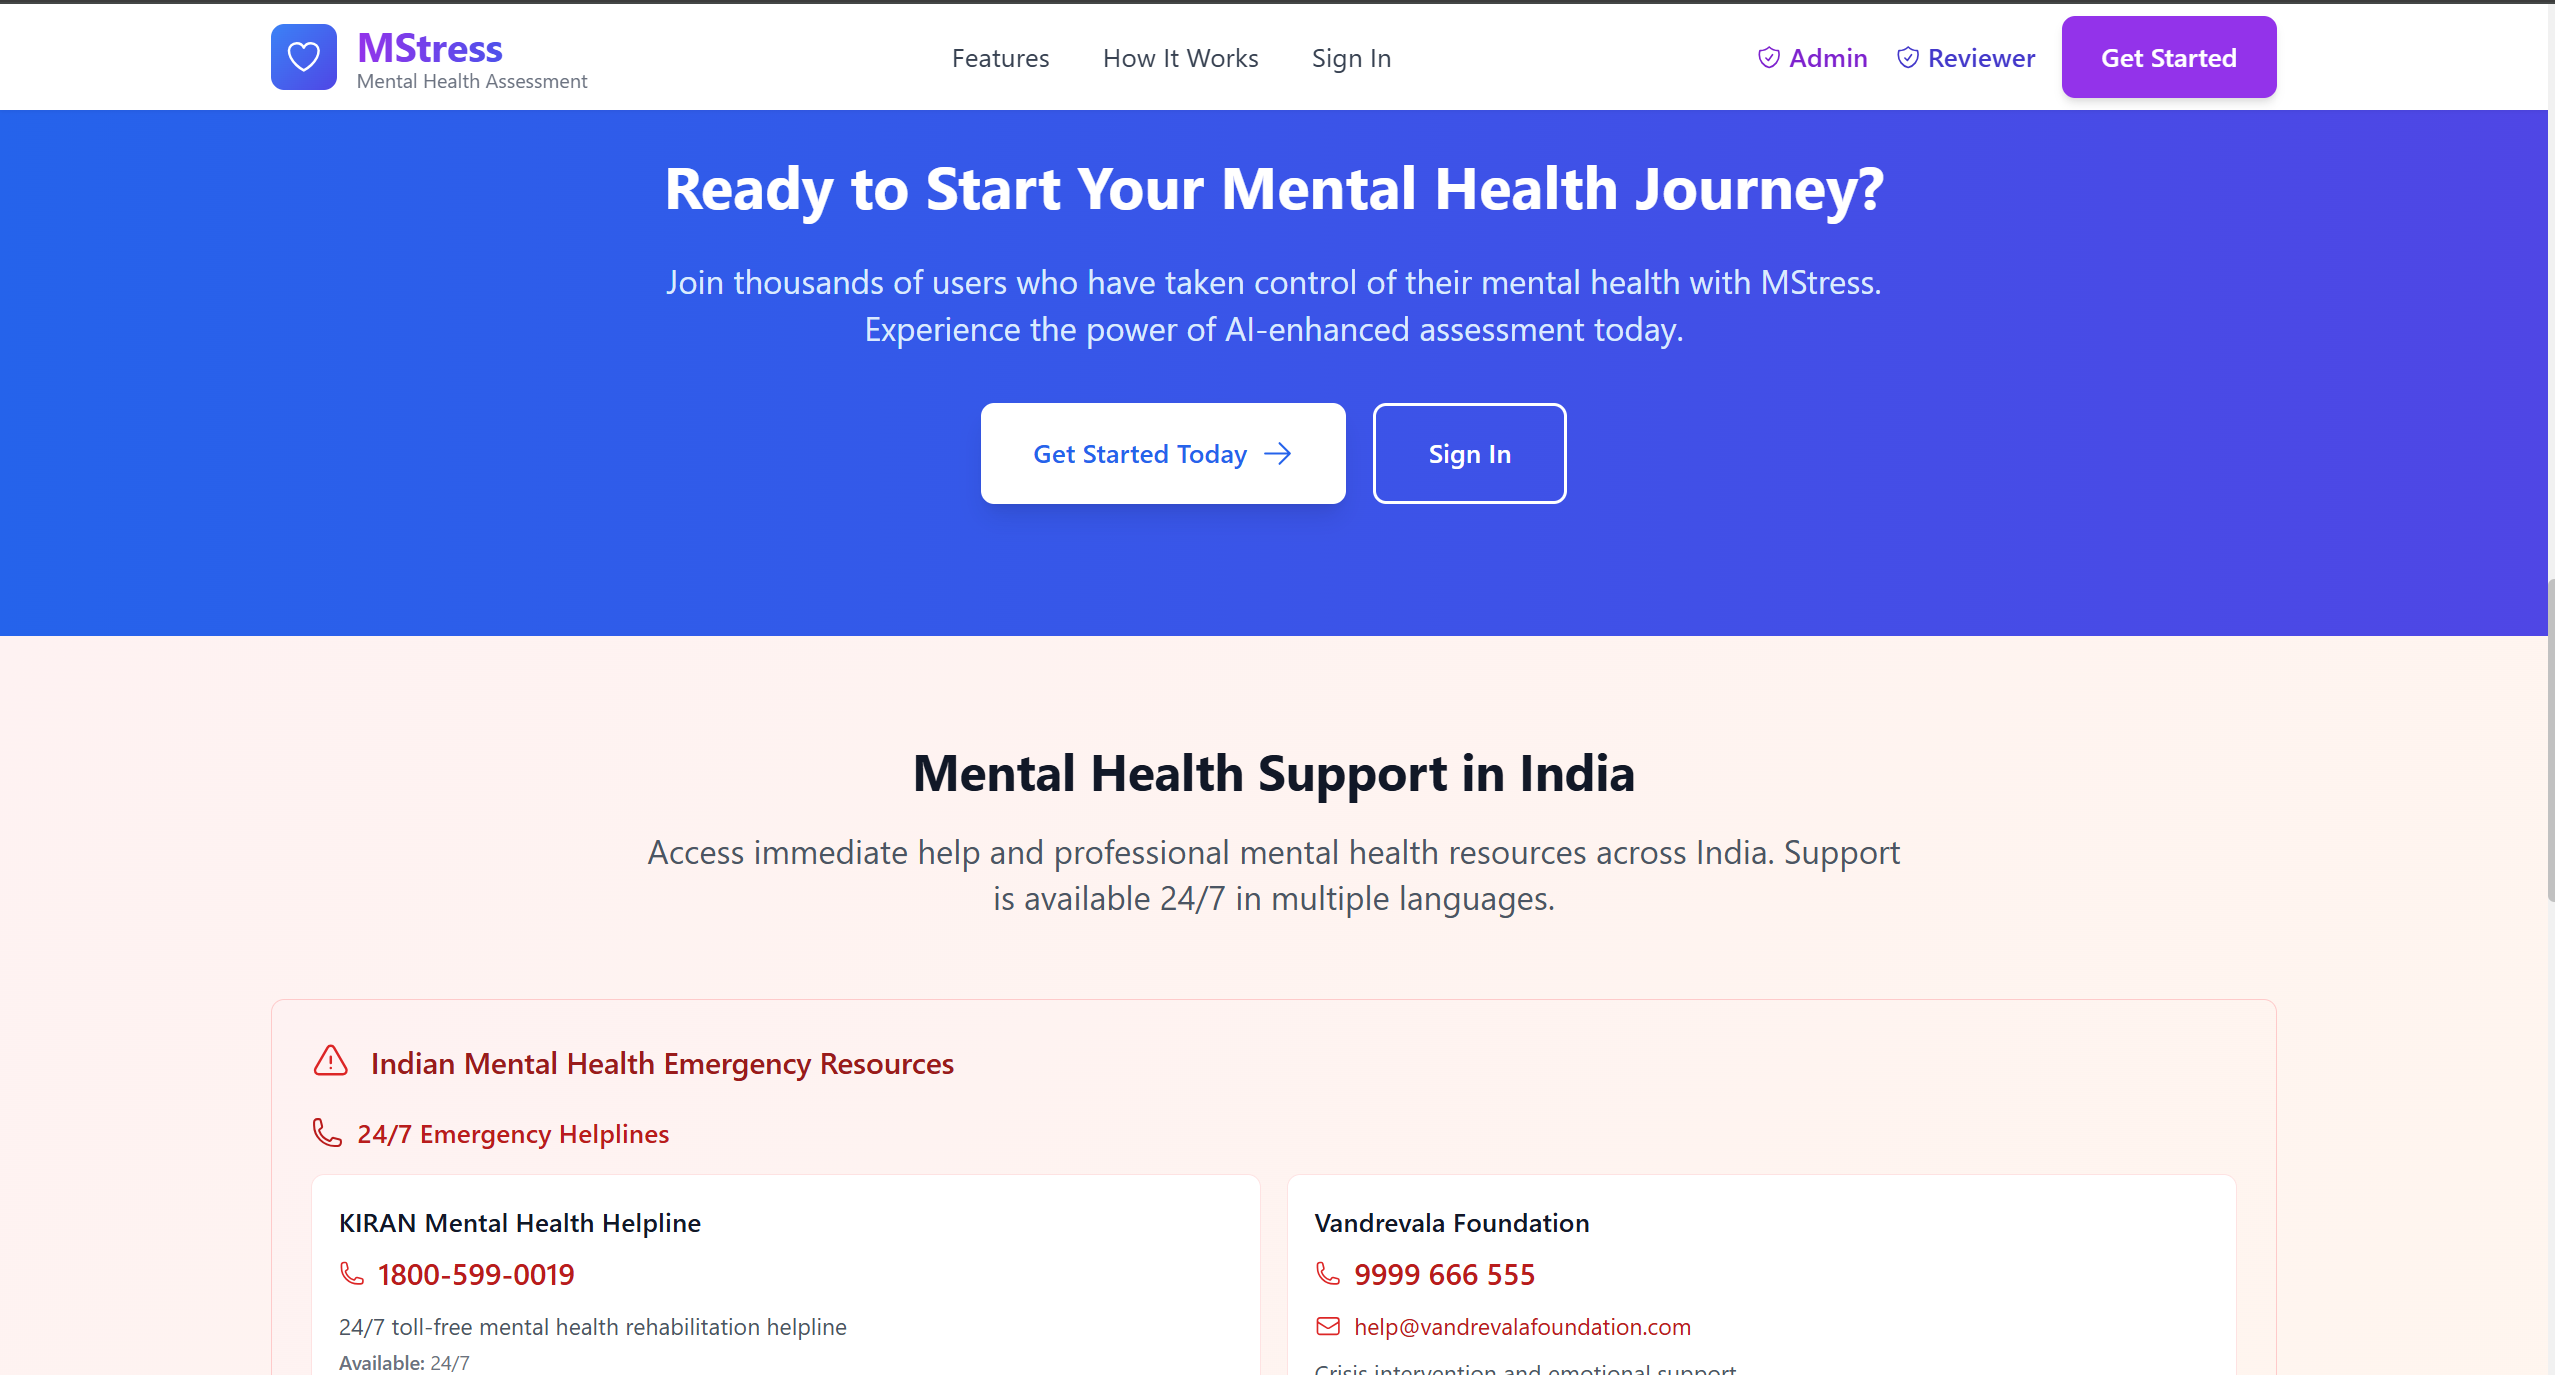 MStress
Mental Health Assessment
Features
How It Works
Sign In
Admin
Reviewer
Get Started
Ready to Start Your Mental Health Journey?
Join thousands of users who have taken control of their mental health with MStress.
Experience the power of AI-enhanced assessment today.
Get Started Today
Sign In
Mental Health Support in India
Access immediate help and professional mental health resources across India. Support
is available 24/7 in multiple languages.
Indian Mental Health Emergency Resources
24/7 Emergency Helplines
KIRAN Mental Health Helpline
1800-599-0019
24/7 toll-free mental health rehabilitation helpline
Available: 24/7
Vandrevala Foundation
9999 666 555
help@vandrevalafoundation.com
Crisis intervention and emotional support